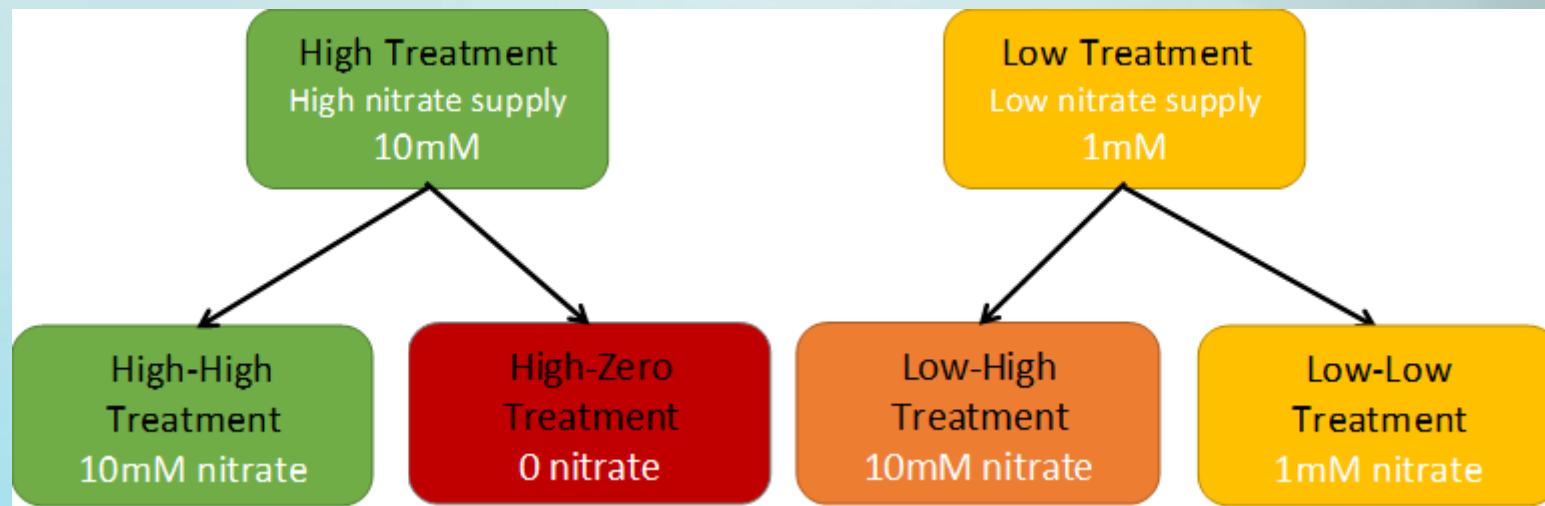 High Treatment
High nitrate supply
10mM
Low Treatment
Low nitrate supply
1mM
High-High
Treatment
10mM nitrate
High-Zero
Treatment
0 nitrate
Low-High
Treatment
10mM nitrate
Low-Low
Treatment
1mM nitrate